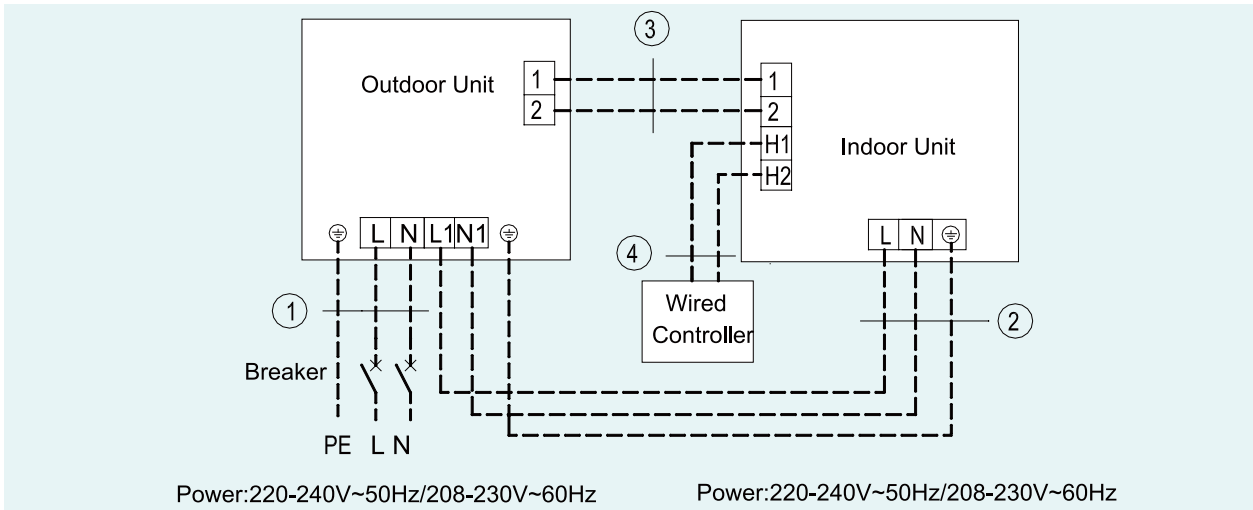 3
Outdoor Unit
1
2
1
2
H1
H2
Indoor Unit
L N L1 N1
L N
4
Wired
Controller
1
2
Breaker
PE L N
Power:220-240V~50Hz/208-230V~60Hz
Power:220-240V~50Hz/208-230V~60Hz